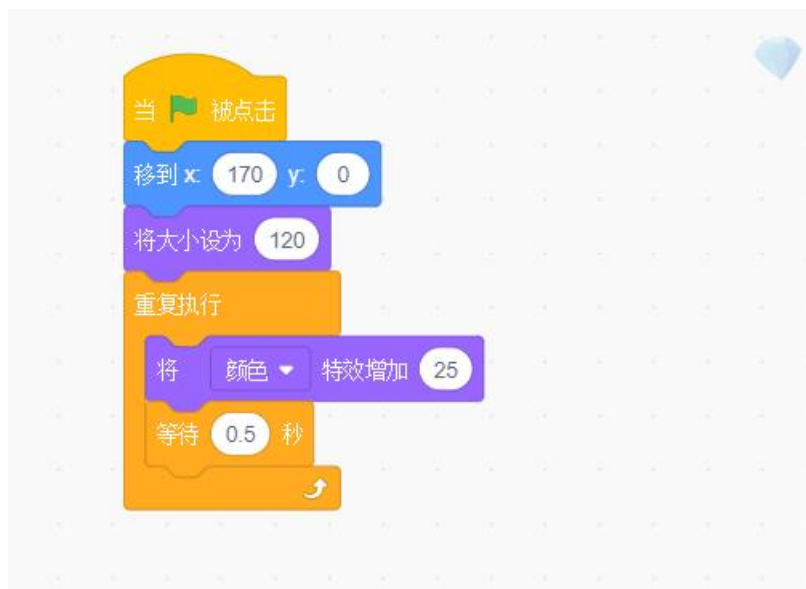 当 被点击
移到 x: 170 y: 0
将大小设为 120
重复执行
将 颜色 特效增加 25
等待 0.5 秒